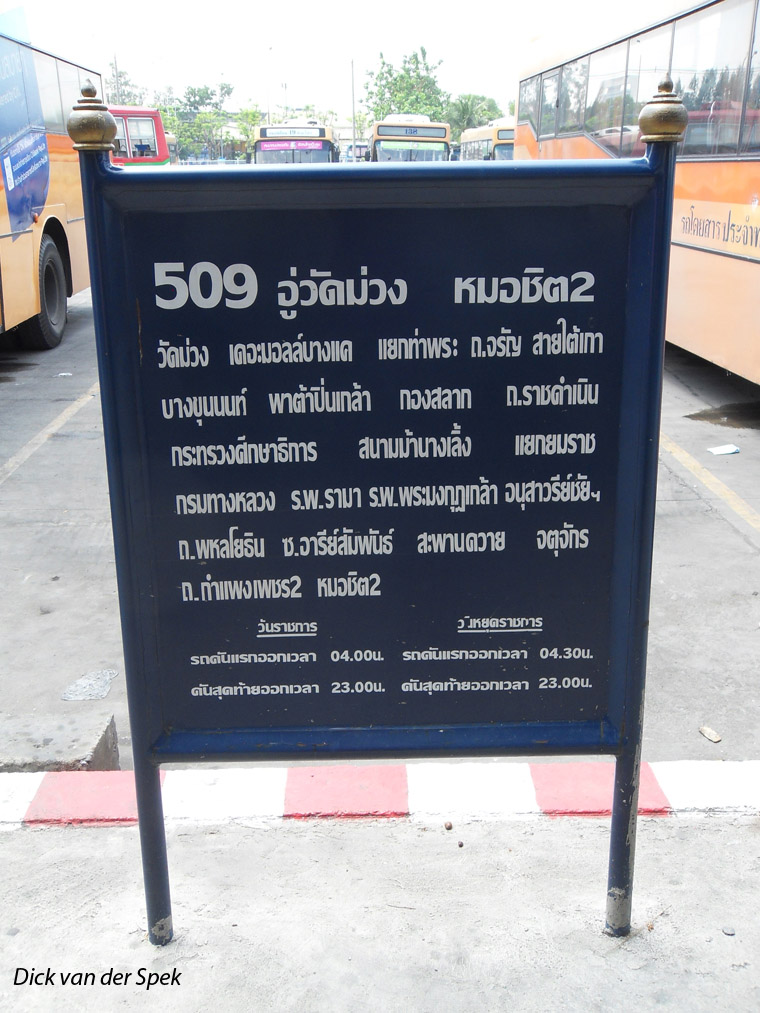 509 อู่วัดม่วง หมอชิต2
วัดม่วง เดอะมอลล์บางแค แยกท่าพระ ถ.จรัญ สายใต้เก่า
บางขุนนนท์ พาต้าปิ่นเกล้า กองสลาก ถ.ราชดำเนิน
กระทรวงศึกษาธิการ สนามม้านางเลิ้ง แยกยมราช
กรมทางหลวง ร.พ.รามา ร.พ.พระมงกุฎเกล้า อนุสาวรีย์ชัยฯ
ถ.พหลโยธิน ซ.อารีย์สัมพันธ์ สะพานควาย จตุจักร
ถ.กำแพงเพชร2 หมอชิต2
วันราชการ วันหยุดราชการ
รถคันแรกออกเวลา 04.00น. รถคันแรกออกเวลา 04.30น.
คันสุดท้ายออกเวลา 23.00น. คันสุดท้ายออกเวลา 23.00น.
รถโดยสารประจำท
Dick van der Spek